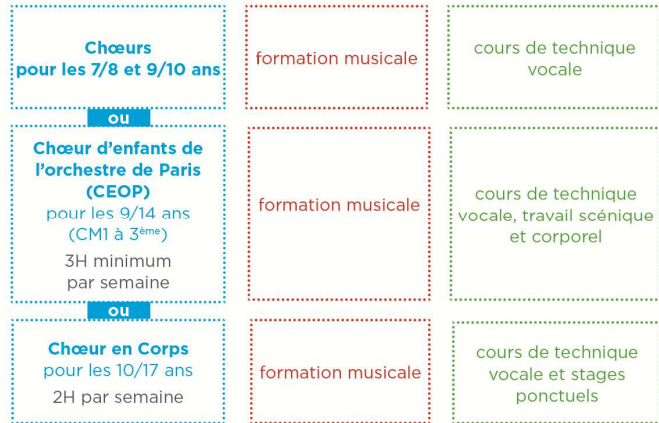 Chœurs
pour les 7/8 et 9/10 ans
formation musicale
cours de technique
vocale
ou
Chœur d'enfants de
l'orchestre de Paris
(CEOP)
pour les 9/14 ans
(CM1 à 3ème)
3H minimum
par semaine
formation musicale
cours de technique
vocale, travail scénique
et corporel
ou
Chœur en Corps
pour les 10/17 ans
2H par semaine
formation musicale
cours de technique
vocale et stages
ponctuels